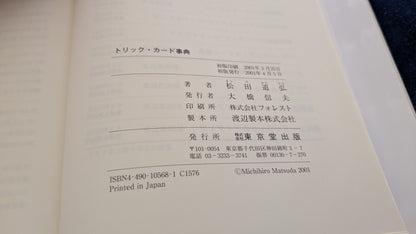 トリック・カード事典
初版印刷　2001年3月25日
初版発行　2001年4月5日
著者　松田道弘
発行者　大橋信夫
印刷所　株式会社フォレスト
製本所　渡辺製本株式会社
発行所　株式会社東京堂出版
〒101-0054　東京都千代田区神田錦町3-7
電話　03-3233-3741　振替　00130-7-270
ISBN4-490-10568-1 C1576
Printed in Japan
©Michihiro Matsuda 2001